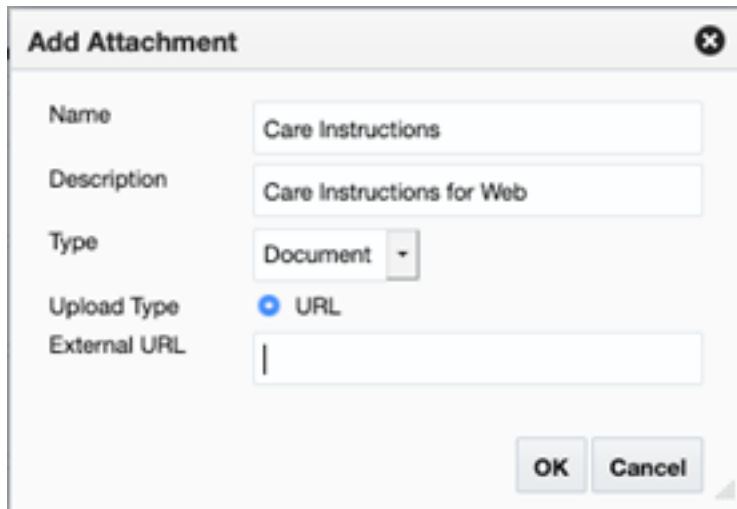 Add Attachment
Name
Care Instructions
Description
Care Instructions for Web
Type
Document
Upload Type
URL
External URL
OK
Cancel